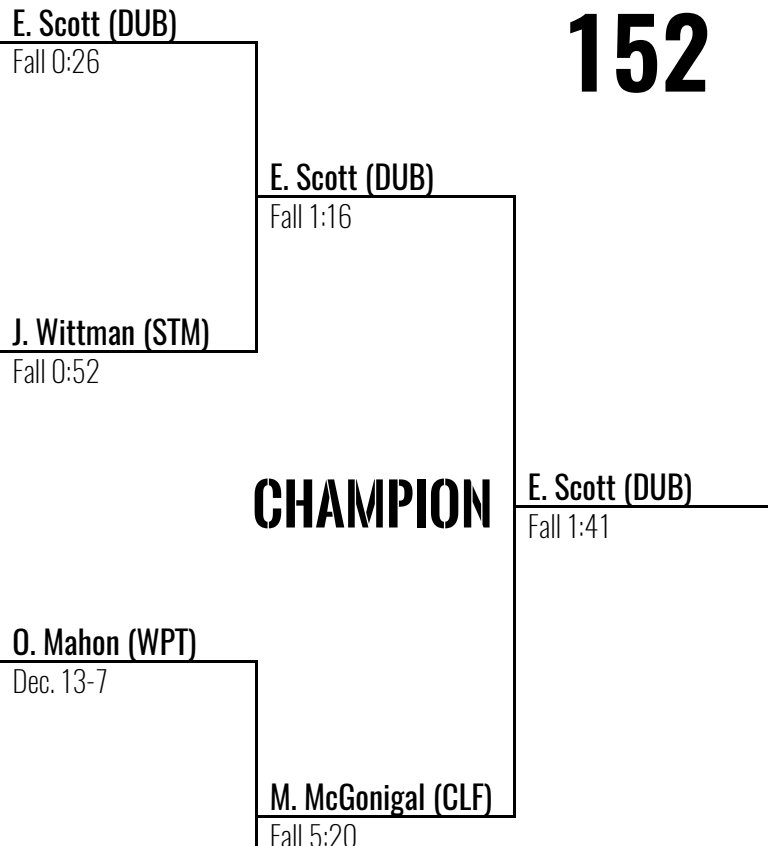 E. Scott (DUB)
Fall 0:26
152
E. Scott (DUB)
Fall 1:16
J. Wittman (STM)
Fall 0:52
CHAMPION
E. Scott (DUB)
Fall 1:41
O. Mahon (WPT)
Dec. 13-7
M. McGonigal (CLF)
Fall 5:20